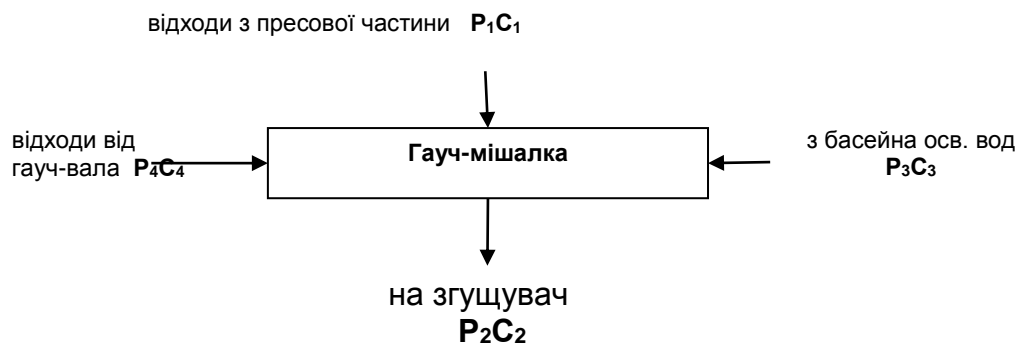 відходи з пресової частини P₁C₁
відходи від
гауч-вала P₄C₄
Гауч-мішалка
з басейна осв. вод
P₃C₃
на згущувач
P₂C₂